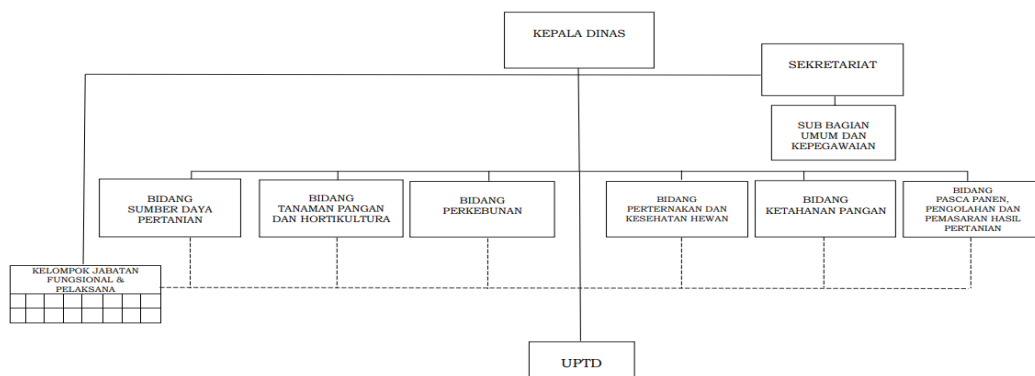 KEPALA DINAS
SEKRETARIAT
SUB BAGIAN
UMUM DAN
KEPEGAWAIAN
BIDANG
SUMBER DAYA
PERTANIAN
BIDANG
TANAMAN PANGAN
DAN HORTIKULTURA
BIDANG
PERKEBUNAN
BIDANG
PERTERNAKAN DAN
KESEHATAN HEWAN
BIDANG
KETAHANAN PANGAN
BIDANG
PASCA PANEN,
PENGOLAHAN DAN
PEMASARAN HASIL
PERTANIAN
KELOMPOK JABATAN
FUNGSIONAL &
PELAKSANA
UPTD